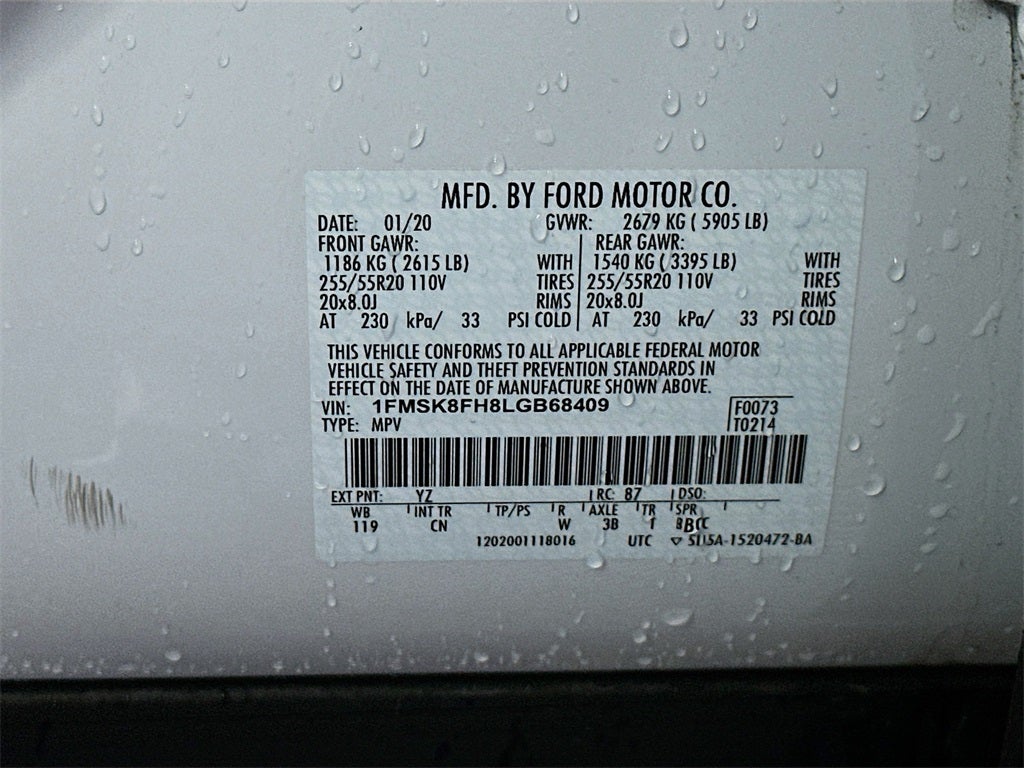 MFD. BY FORD MOTOR CO.
DATE: 01/20 GVWR: 2679 KG ( 5905 LB)
FRONT GAWR: REAR GAWR:
1186 KG ( 2615 LB) WITH 1540 KG ( 3395 LB) WITH
255/55R20 110V TIRES 255/55R20 110V TIRES
20x8.0J RIMS 20x8.0J RIMS
AT 230 kPa/ 33 PSI COLD AT 230 kPa/ 33 PSI COLD
THIS VEHICLE CONFORMS TO ALL APPLICABLE FEDERAL MOTOR
VEHICLE SAFETY AND THEFT PREVENTION STANDARDS IN
EFFECT ON THE DATE OF MANUFACTURE SHOWN ABOVE.
VIN: 1FMSK8FH8LGB68409 F0073
TYPE: MPV T0214
EXT PNT: YZ RC: 87 DSO:
WB INT TR TP/PS R AXLE TR SPR
119 CN W 3B
1202001118016 UTC